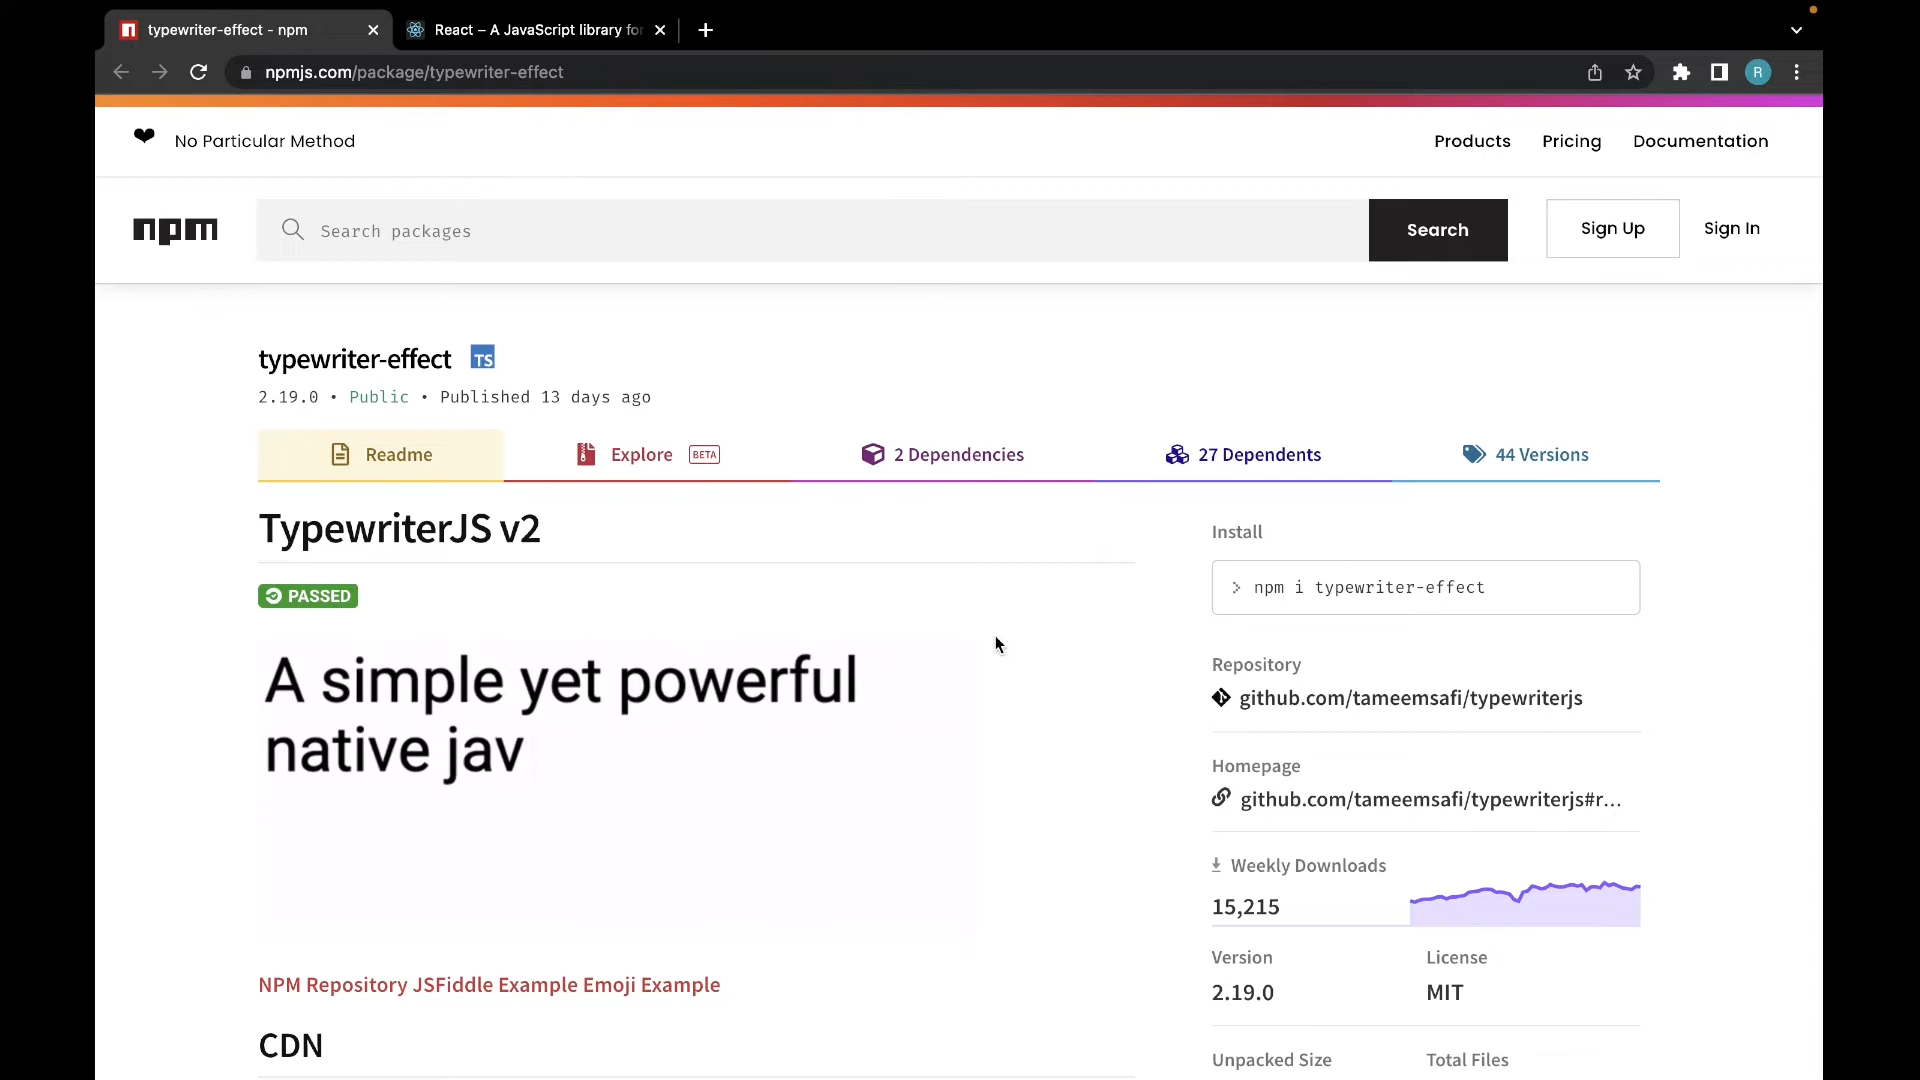 typewriter-effect - npm
React – A JavaScript library for
npmjs.com/package/typewriter-effect
R
No Particular Method
Products
Pricing
Documentation
npm
Search packages
Search
Sign Up
Sign In
typewriter-effect TS
2.19.0 • Public • Published 13 days ago
Readme
Explore BETA
2 Dependencies
27 Dependents
44 Versions
TypewriterJS v2
PASSED
A simple yet powerful
native jav
NPM Repository JSFiddle Example Emoji Example
CDN
Install
> npm i typewriter-effect
Repository
github.com/tameemsafi/typewriterjs
Homepage
github.com/tameemsafi/typewriterjs#r...
Weekly Downloads
15,215
Version
License
2.19.0
MIT
Unpacked Size
Total Files